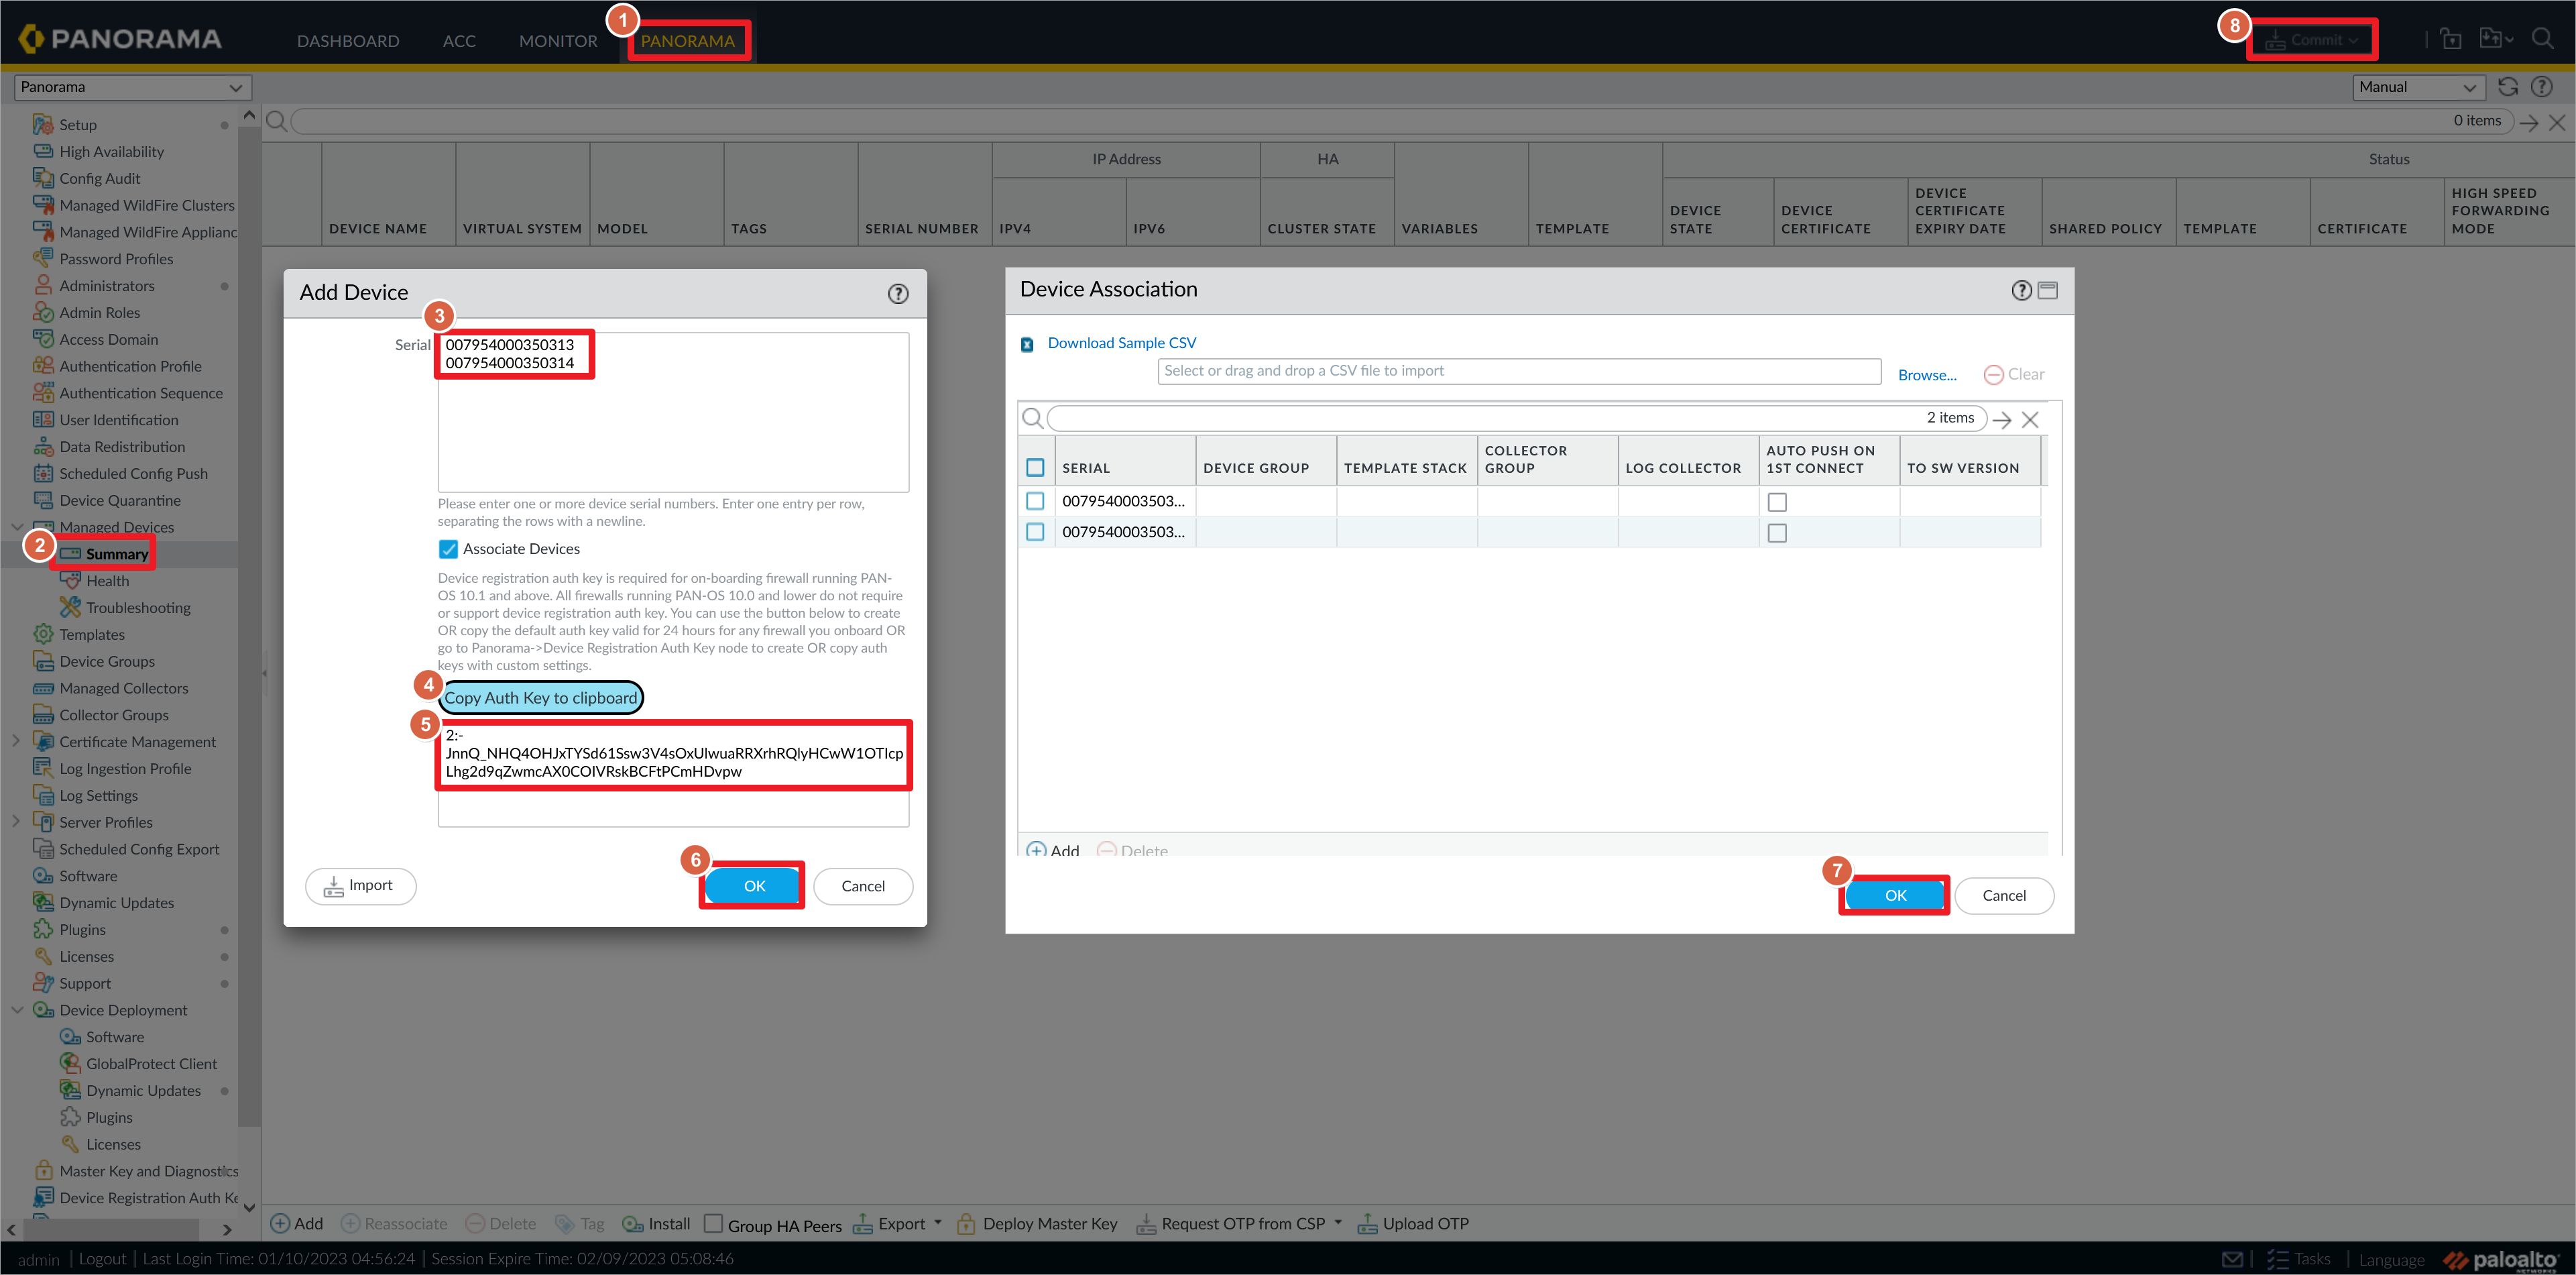 PANORAMA
DASHBOARD
ACC
MONITOR
1
PANORAMA
8
Commit
Panorama
Manual
Setup
High Availability
Config Audit
Managed WildFire Clusters
Managed WildFire Applianc
Password Profiles
Administrators
Admin Roles
Access Domain
Authentication Profile
Authentication Sequence
User Identification
Data Redistribution
Scheduled Config Push
Device Quarantine
Managed Devices
2
Summary
Health
Troubleshooting
Templates
Device Groups
Managed Collectors
Collector Groups
Certificate Management
Log Ingestion Profile
Log Settings
Server Profiles
Scheduled Config Export
Software
Dynamic Updates
Plugins
Licenses
Support
Device Deployment
Software
GlobalProtect Client
Dynamic Updates
Plugins
Licenses
Master Key and Diagnostics
Device Registration Auth Ke
0 items
IP Address
HA
Status
DEVICE NAME
VIRTUAL SYSTEM
MODEL
TAGS
SERIAL NUMBER
IPV4
IPV6
CLUSTER STATE
VARIABLES
TEMPLATE
DEVICE STATE
DEVICE CERTIFICATE
DEVICE CERTIFICATE EXPIRY DATE
SHARED POLICY
TEMPLATE
CERTIFICATE
HIGH SPEED FORWARDING MODE
Add Device
3
Serial
007954000350313
007954000350314
Please enter one or more device serial numbers. Enter one entry per row,
separating the rows with a newline.
Associate Devices
Device registration auth key is required for on-boarding firewall running PAN-
OS 10.1 and above. All firewalls running PAN-OS 10.0 and lower do not require
or support device registration auth key. You can use the button below to create
OR copy the default auth key valid for 24 hours for any firewall you onboard OR
go to Panorama->Device Registration Auth Key node to create OR copy auth
keys with custom settings.
4
Copy Auth Key to clipboard
5
2:-
JnnQ_NHQ4OHJxTYSd61Ssw3V4sOxUlwuaRRXrhRQlyHCwW1OTlcp
Lhg2d9qZwmcAX0COIVRskBCFtPCmHDvpw
Import
6
OK
Cancel
Device Association
Download Sample CSV
Select or drag and drop a CSV file to import
Browse...
Clear
2 items
SERIAL
DEVICE GROUP
TEMPLATE STACK
COLLECTOR GROUP
LOG COLLECTOR
AUTO PUSH ON 1ST CONNECT
TO SW VERSION
0079540003503...
0079540003503...
Add
Delete
7
OK
Cancel
Add
Reassociate
Delete
Tag
Install
Group HA Peers
Export
Deploy Master Key
Request OTP from CSP
Upload OTP
admin | Logout | Last Login Time: 01/10/2023 04:56:24 | Session Expire Time: 02/09/2023 05:08:46
Tasks
Language
paloalto
NETWORKS